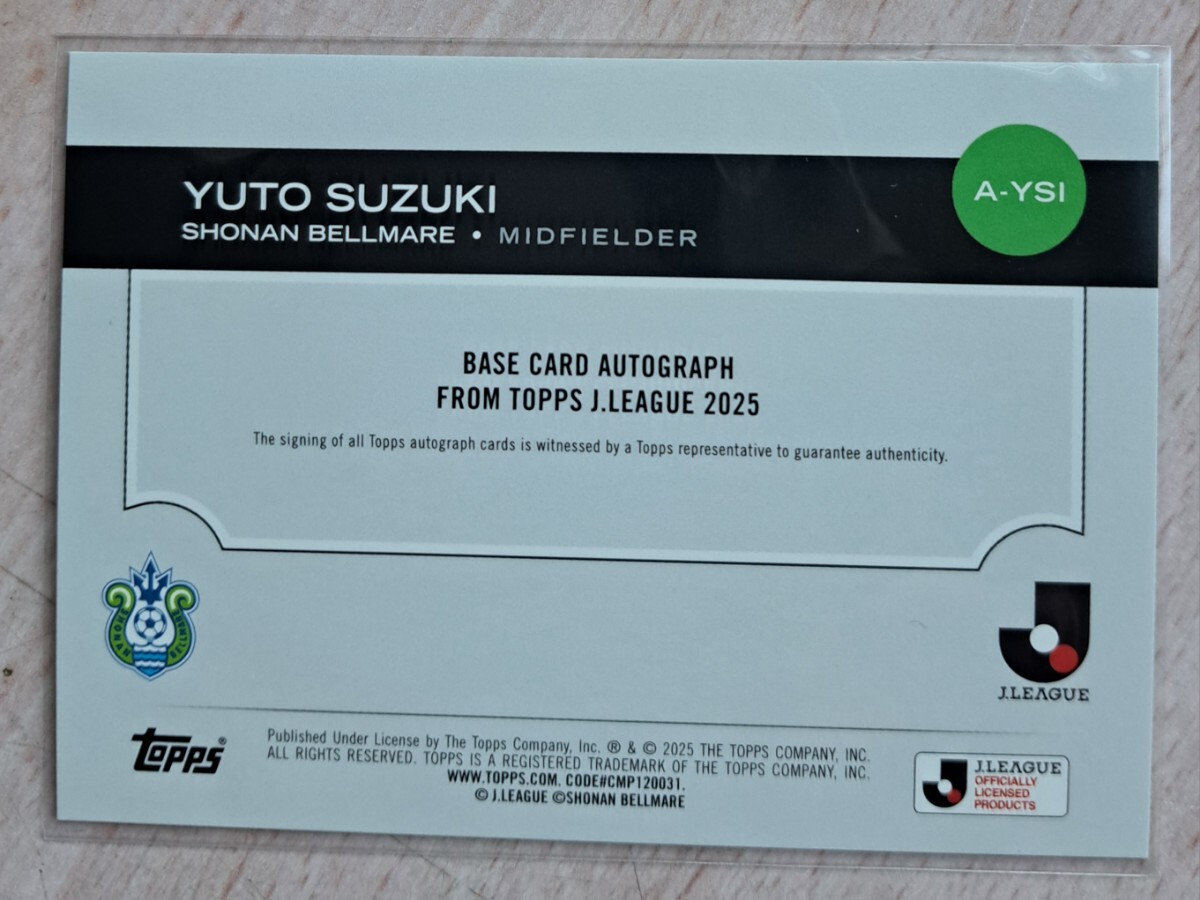 YUTO SUZUKI
SHONAN BELLMARE • MIDFIELDER
A-YSI
BASE CARD AUTOGRAPH
FROM TOPPS J.LEAGUE 2025
The signing of all Topps autograph cards is witnessed by a Topps representative to guarantee authenticity.
SHONAN BELLMARE
J.LEAGUE
topps®
Published Under License by The Topps Company, Inc. ® & © 2025 THE TOPPS COMPANY, INC.
ALL RIGHTS RESERVED. TOPPS IS A REGISTERED TRADEMARK OF THE TOPPS COMPANY, INC.
WWW.TOPPS.COM. CODE#CMP120031.
© J.LEAGUE ©SHONAN BELLMARE
J.LEAGUE
OFFICIALLY
LICENSED
PRODUCTS